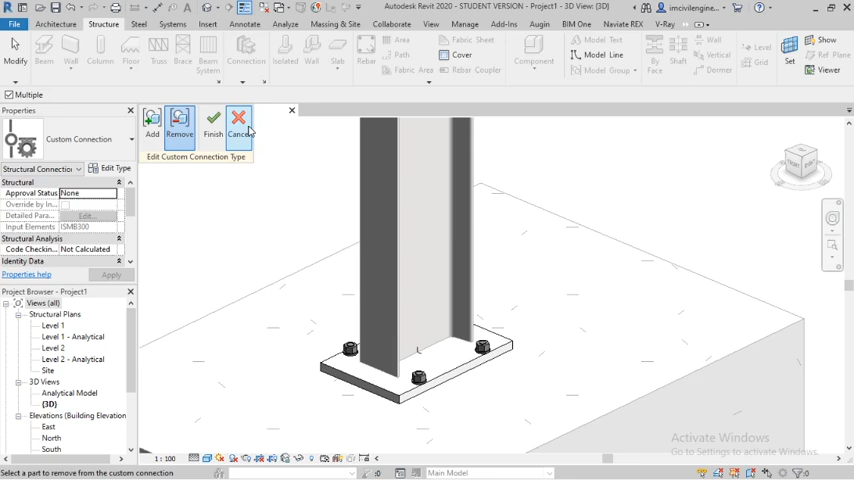 Autodesk Revit 2020 - STUDENT VERSION - Project1 - 3D View: {3D}
imcivilengine...
File Architecture Structure Steel Systems Insert Annotate Analyze Massing & Site Collaborate View Manage Add-Ins Augin BIM One Naviate REX V-Ray
Modify Beam Wall Column Floor Truss Brace Beam System Connection Isolated Wall Slab Rebar Area Path Fabric Area Fabric Sheet Cover Rebar Coupler Component Model Text Model Line Model Group By Face Shaft Wall Vertical Dormer Level Grid Set Show Ref Plane Viewer
Multiple
Properties
Add Remove Finish Cancel
Custom Connection
Edit Custom Connection Type
Structural Connectio Edit Type
Structural
Approval Status None
Override by In...
Detailed Para... Edit...
Input Elements ISMB300
Structural Analysis
Code Checkin... Not Calculated
Identity Data
Properties help Apply
Project Browser - Project1
Views (all)
Structural Plans
Level 1
Level 1 - Analytical
Level 2
Level 2 - Analytical
Site
3D Views
Analytical Model
{3D}
Elevations (Building Elevation
East
North
South
FRONT RIGHT
Activate Windows
Go to Settings to activate Windows.
1 : 100
Select a part to remove from the custom connection
:0
Main Model
:0